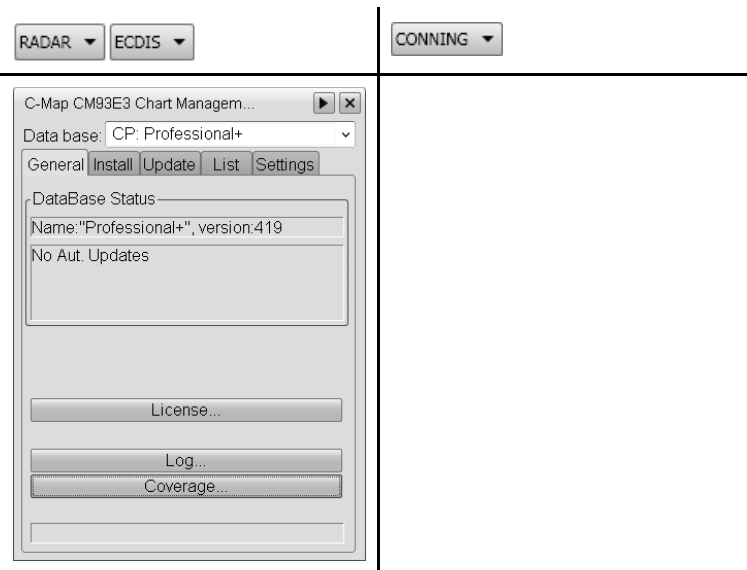 RADAR ECDIS CONNING
C-Map CM93E3 Chart Managem...
Data base: CP: Professional+
General Install Update List Settings
DataBase Status
Name:"Professional+", version:419
No Aut. Updates
License...
Log...
Coverage...